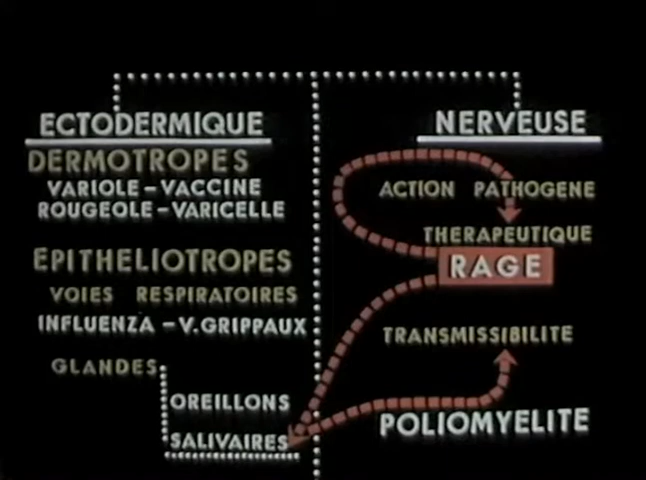 ECTODERMIQUE
DERMOTROPES
VARIOLE – VACCINE
ROUGEOLE – VARICELLE
EPITHELIOTROPES
VOIES RESPIRATOIRES
INFLUENZA – V. GRIPPAUX
GLANDES
OREILLONS
SALIVAIRES
NERVEUSE
ACTION PATHOGENE
THERAPEUTIQUE
RAGE
TRANSMISSIBILITE
POLIOMYELITE